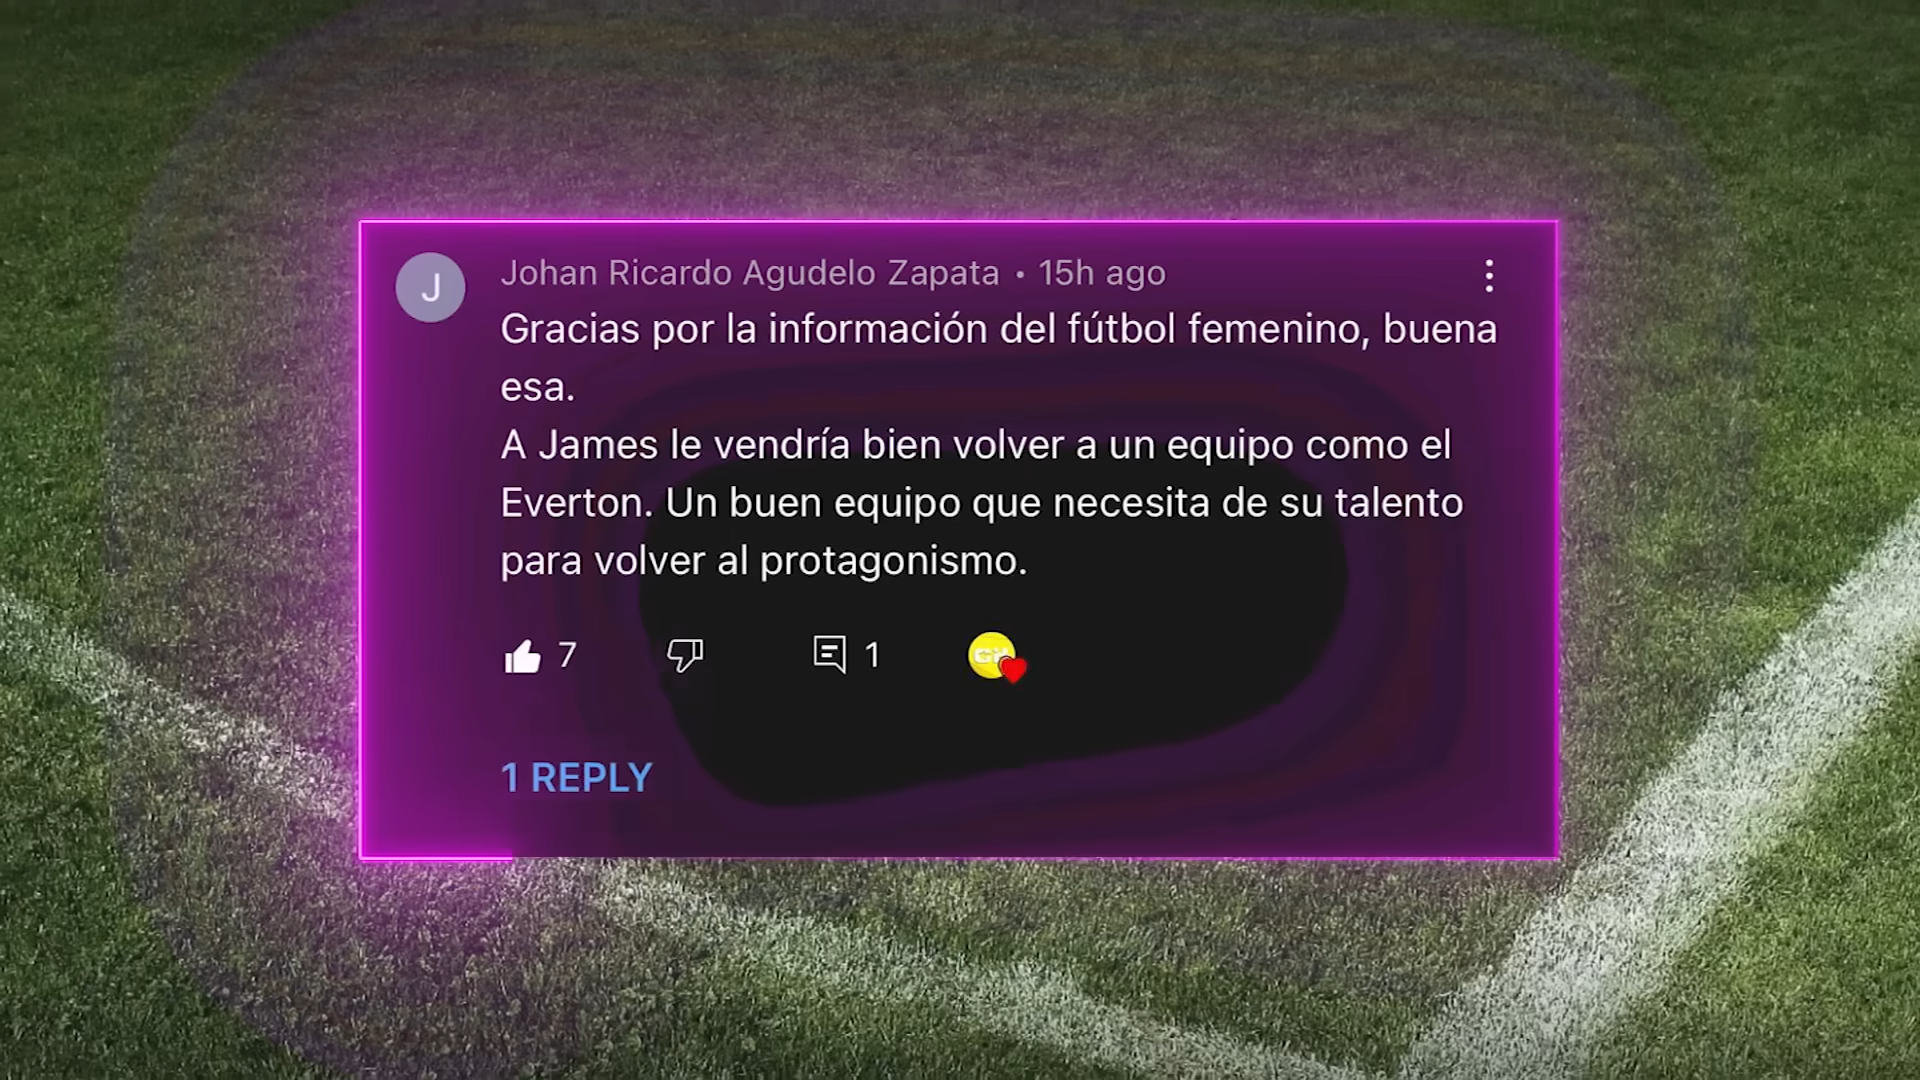 J
Johan Ricardo Agudelo Zapata • 15h ago
Gracias por la información del fútbol femenino, buena
esa.
A James le vendría bien volver a un equipo como el
Everton. Un buen equipo que necesita de su talento
para volver al protagonismo.
7
1
1 REPLY